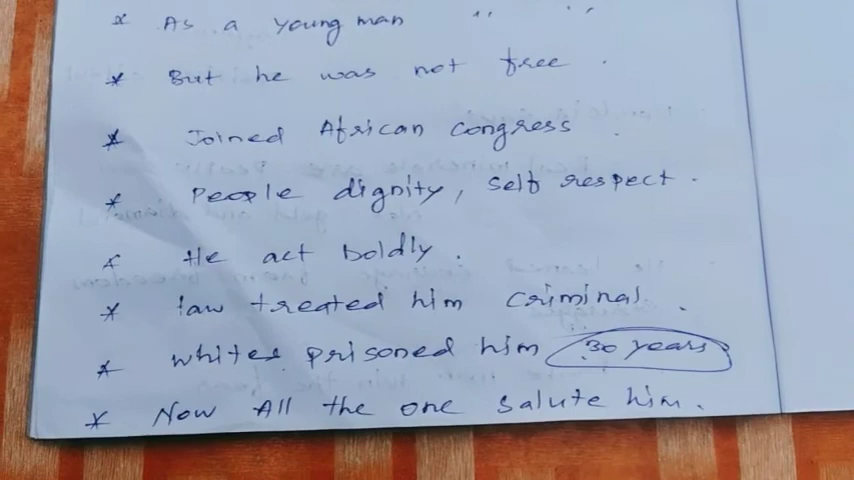 * As a young man " "
* But he was not free .
* Joined African congress .
* People dignity, self respect .
* He act boldly .
* law treated him criminal .
* whites prisoned him 30 years
* Now All the one salute him .